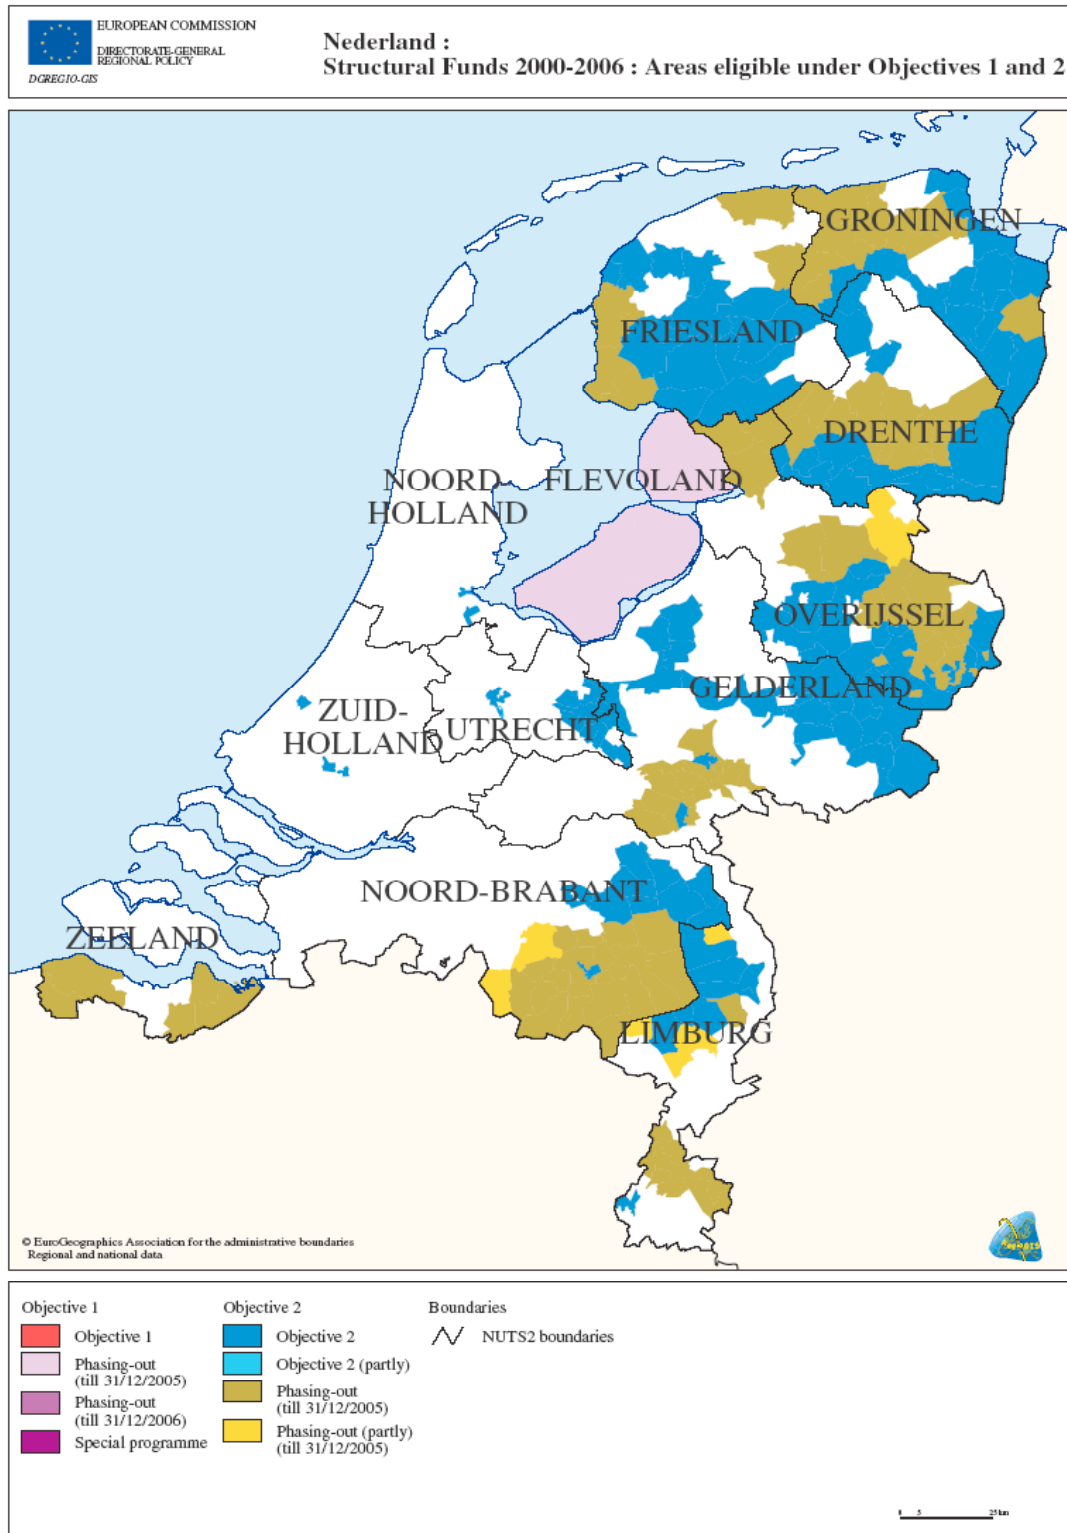 EUROPEAN COMMISSION
DIRECTORATE-GENERAL
REGIONAL POLICY
DGREGIO-GIS
Nederland :
Structural Funds 2000-2006 : Areas eligible under Objectives 1 and 2
GRONINGEN
FRIESLAND
DRENTHE
NOORD-
HOLLAND
FLEVOLAND
OVERIJSSEL
GELDERLAND
ZUID-
HOLLAND
UTRECHT
NOORD-BRABANT
ZEELAND
LIMBURG
© EuroGeographics Association for the administrative boundaries
Regional and national data
Objective 1
Objective 1
Phasing-out
(till 31/12/2005)
Phasing-out
(till 31/12/2006)
Special programme
Objective 2
Objective 2
Objective 2 (partly)
Phasing-out
(till 31/12/2005)
Phasing-out (partly)
(till 31/12/2005)
Boundaries
NUTS2 boundaries
0 5 25 km